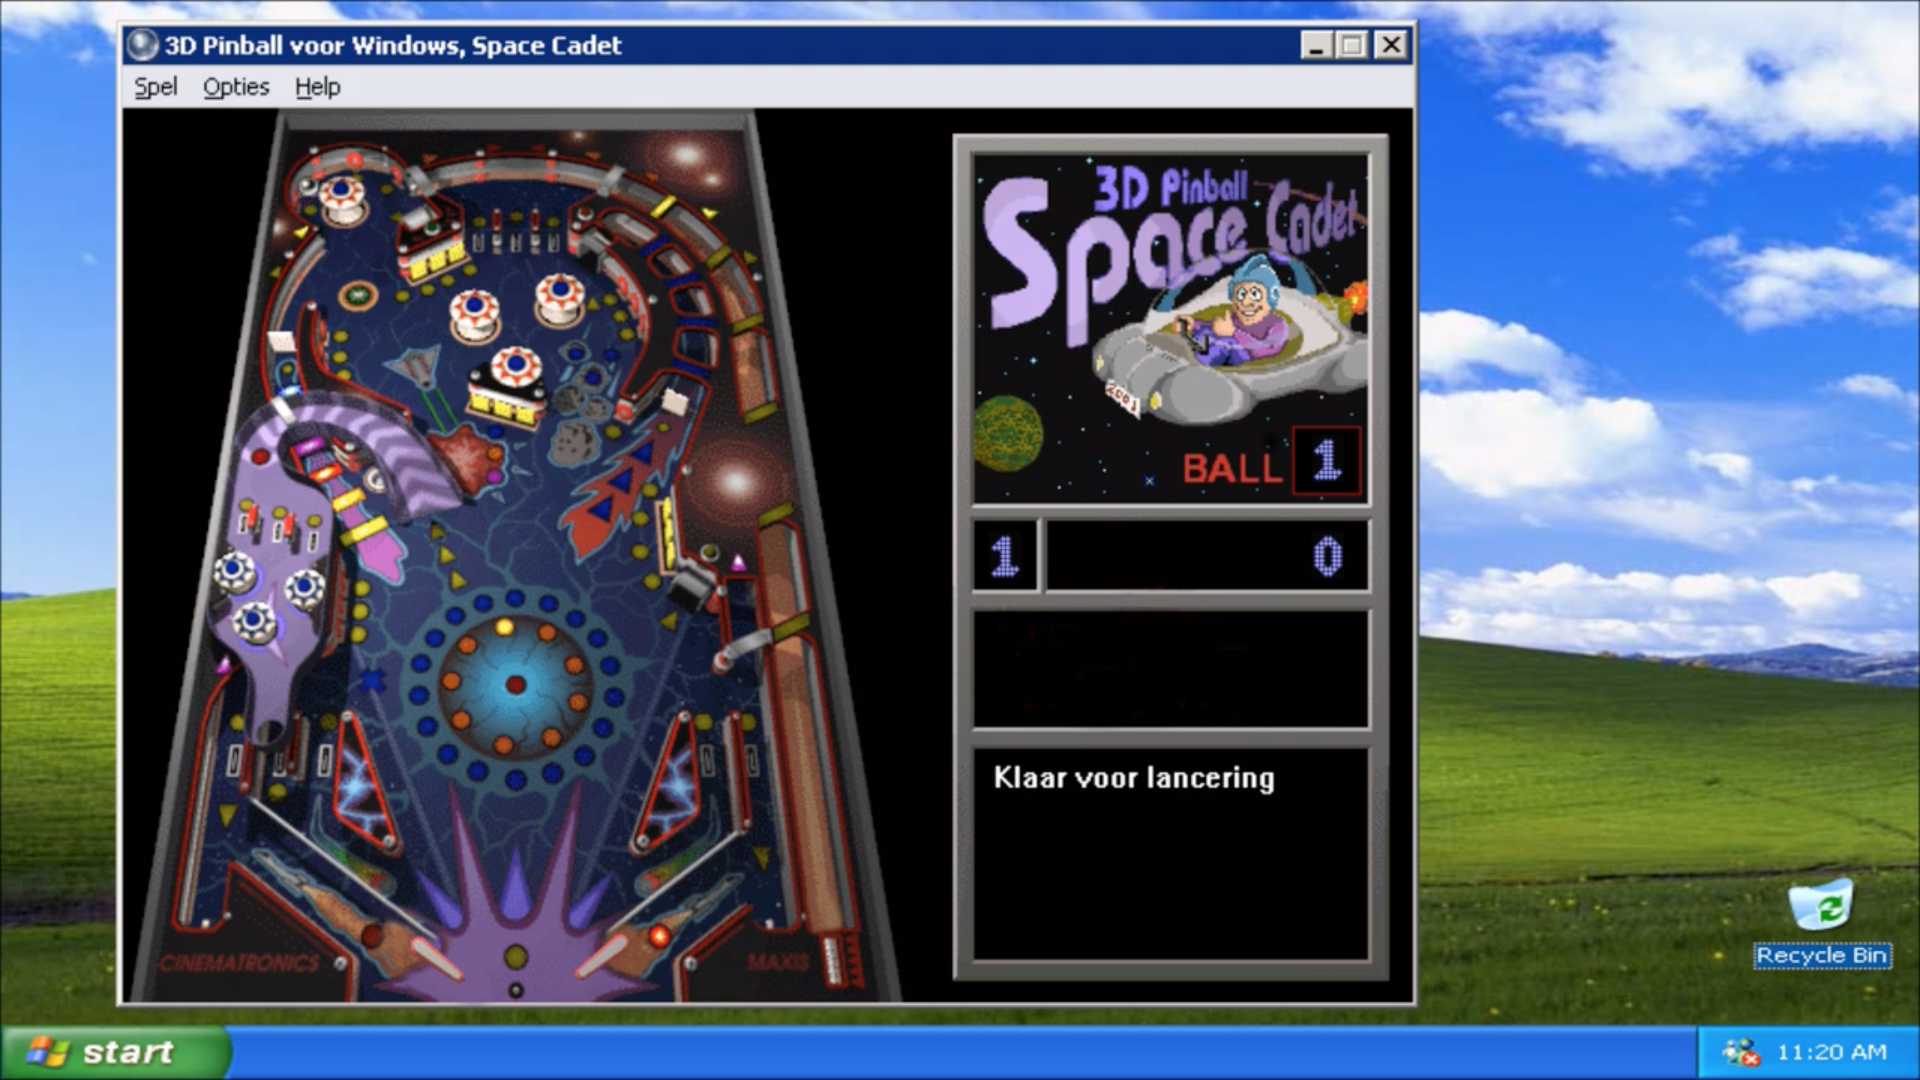 3D Pinball voor Windows, Space Cadet
Spel Opties Help
3D Pinball
Space Cadet
2001
BALL 1
1 0
Klaar voor lancering
CINEMATRONICS
MAXIS
Recycle Bin
start
11:20 AM